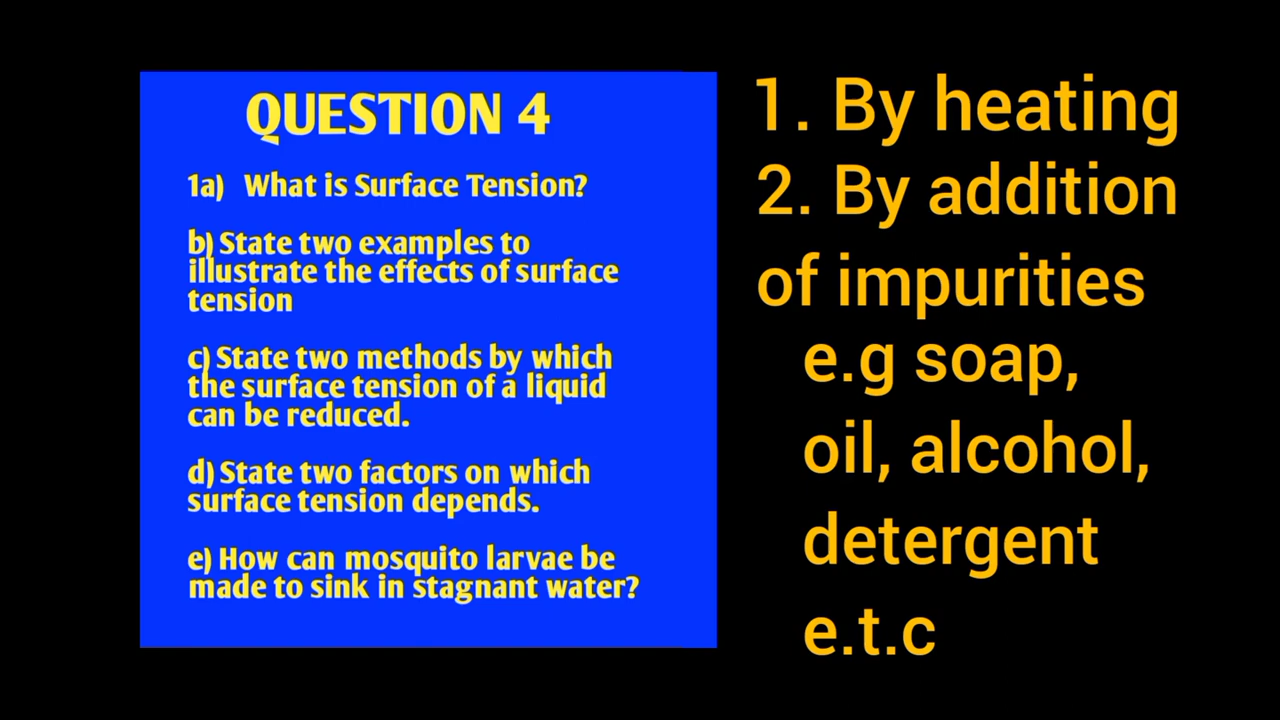 QUESTION 4
1a) What is Surface Tension?
b) State two examples to
illustrate the effects of surface
tension
c) State two methods by which
the surface tension of a liquid
can be reduced.
d) State two factors on which
surface tension depends.
e) How can mosquito larvae be
made to sink in stagnant water?
1. By heating
2. By addition
of impurities
e.g soap,
oil, alcohol,
detergent
e.t.c